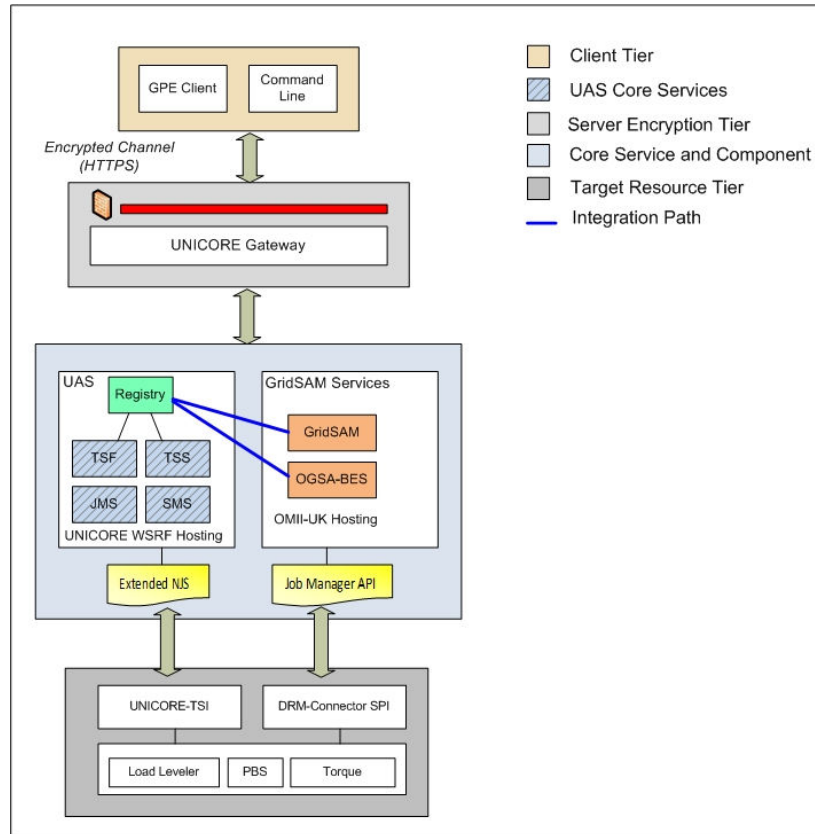 GPE Client
Command
Line
Encrypted Channel
(HTTPS)
UNICORE Gateway
UAS
Registry
TSF
TSS
JMS
SMS
UNICORE WSRF Hosting
GridSAM Services
GridSAM
OGSA-BES
OMII-UK Hosting
Extended NJS
Job Manager API
UNICORE-TSI
DRM-Connector SPI
Load Leveler
PBS
Torque
Client Tier
UAS Core Services
Server Encryption Tier
Core Service and Component
Target Resource Tier
Integration Path